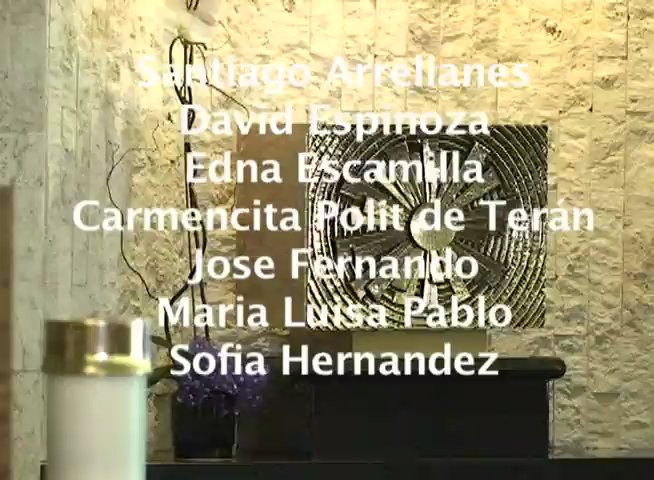 Santiago Arrellanes
David Espinoza
Edna Escamilla
Carmencita Polit de Terán
Jose Fernando
Maria Luisa Pablo
Sofia Hernandez